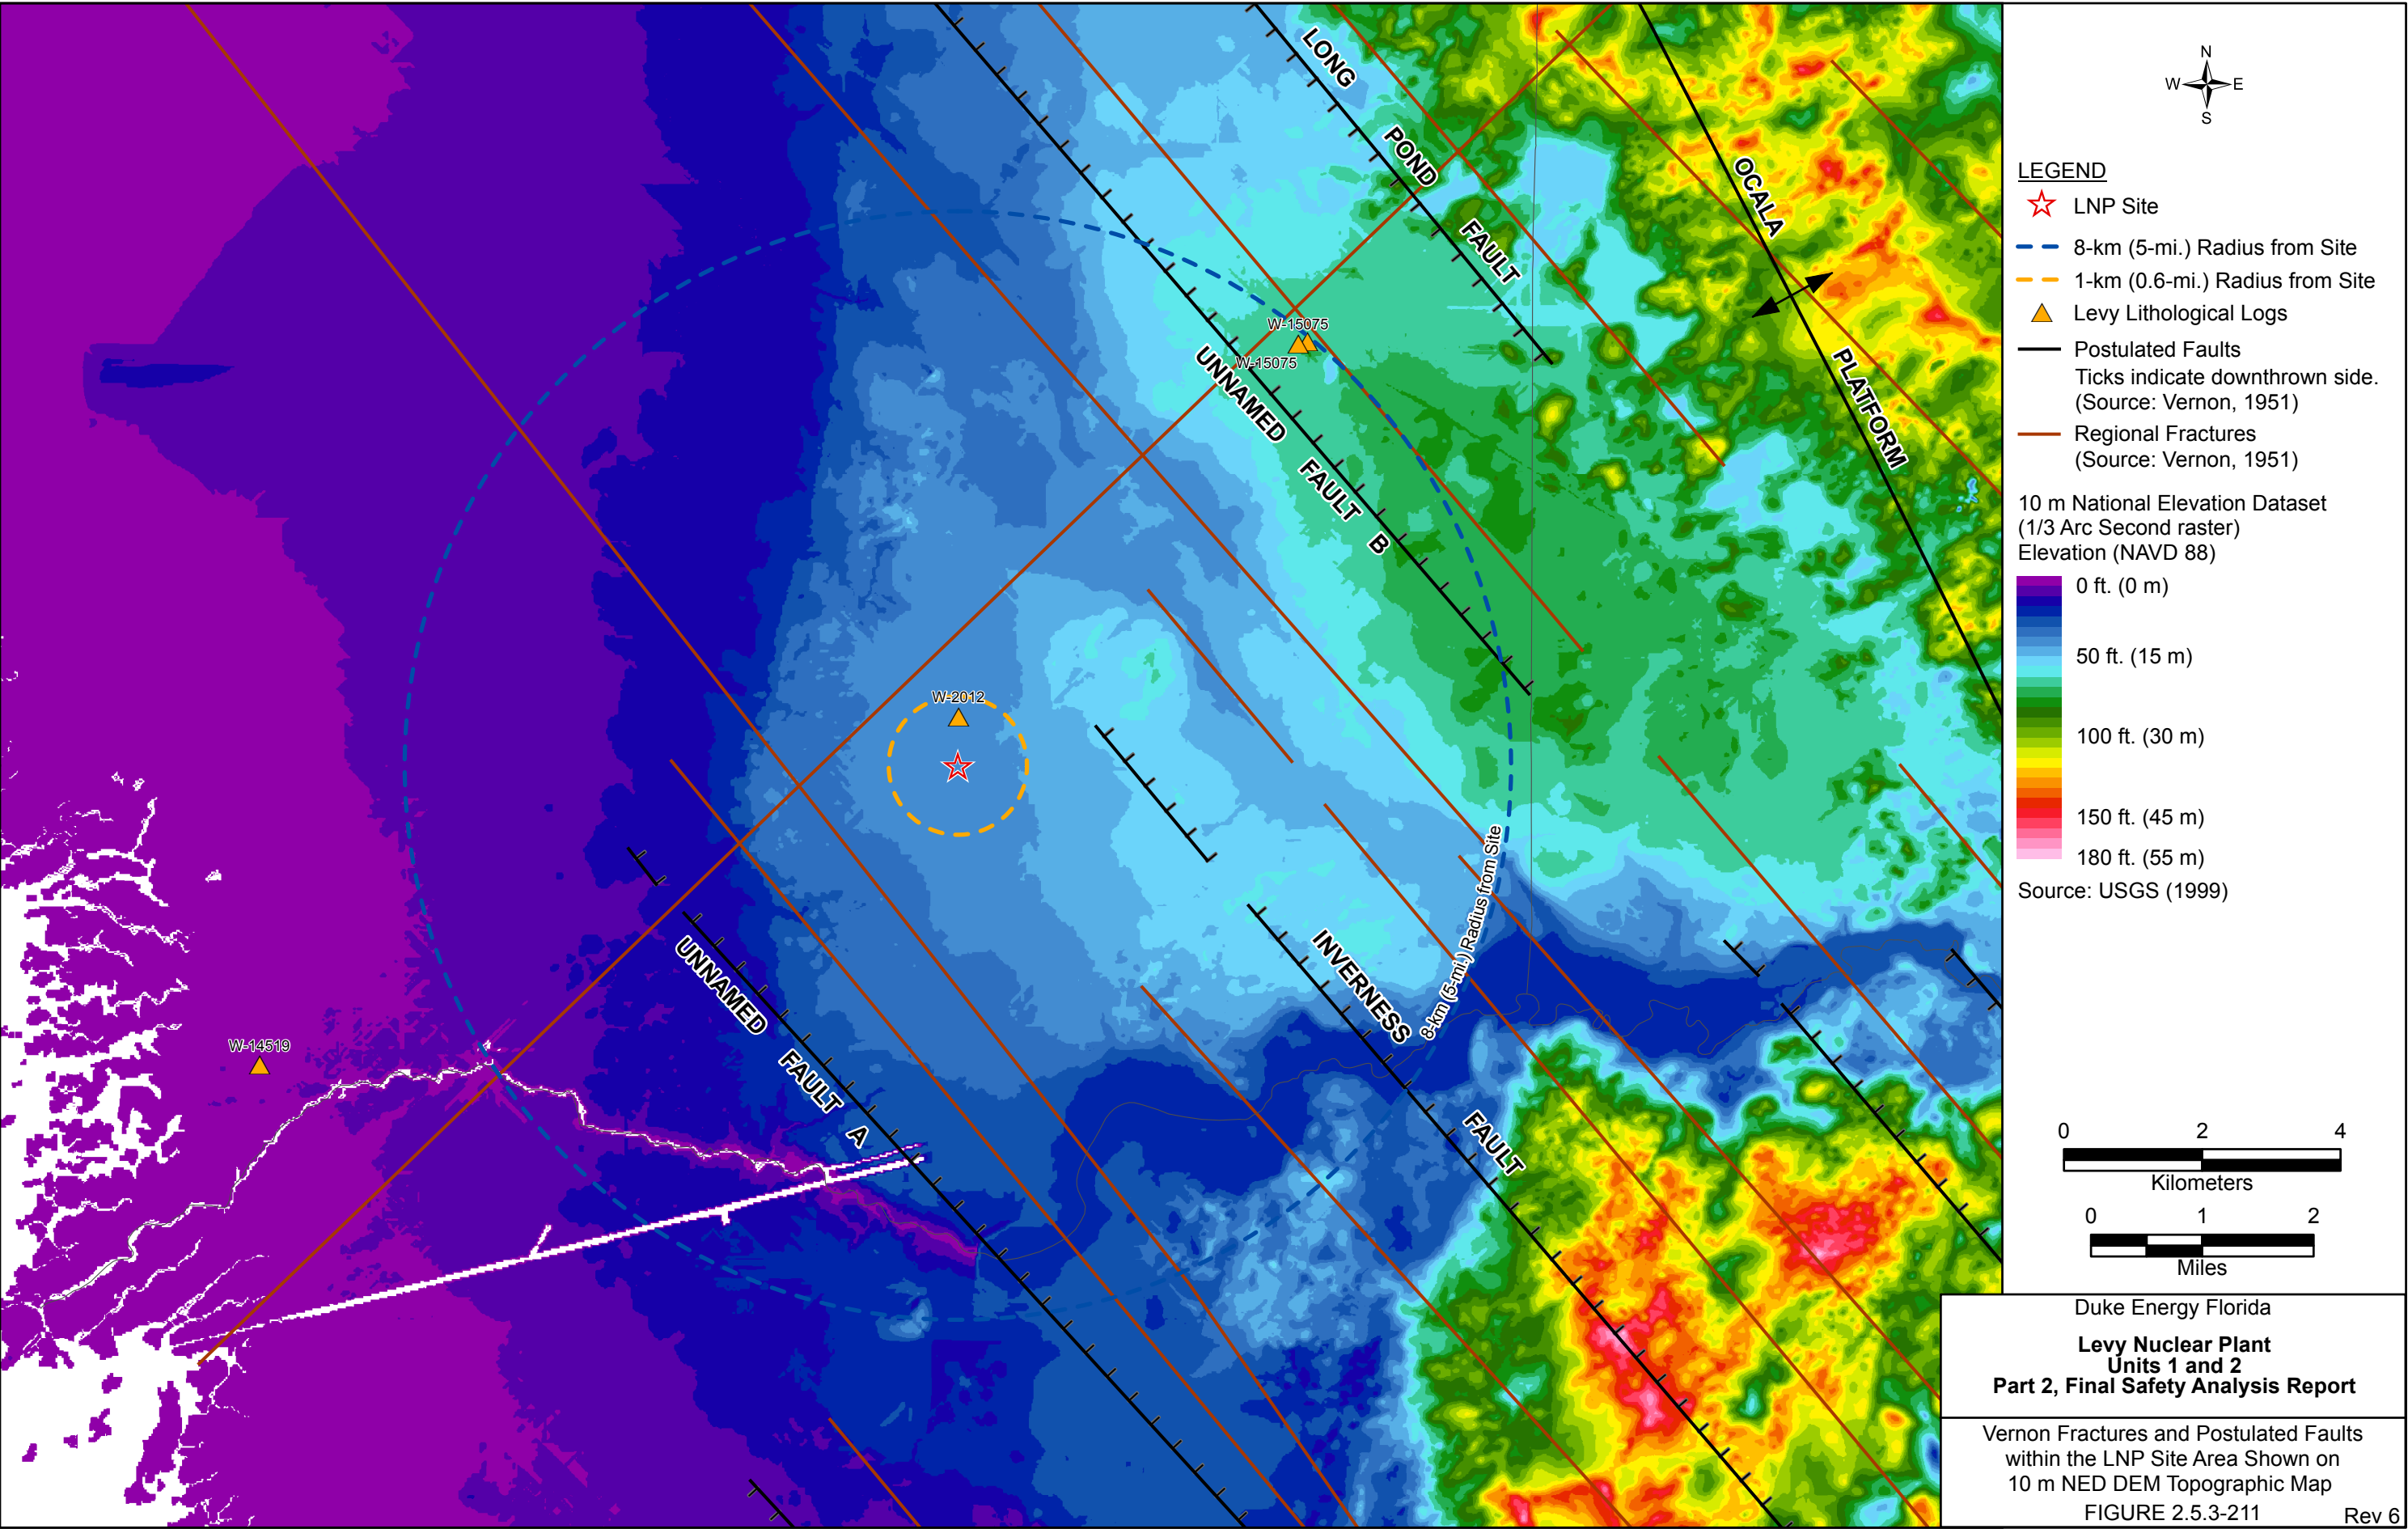 LONG
POND
FAULT
OCALA
PLATFORM
W-15075
W-15075
UNNAMED
FAULT
B
W-2012
8-km (5-mi.) Radius from Site
INVERNESS
FAULT
UNNAMED
FAULT
A
W-14519
N
W E
S
LEGEND
LNP Site
8-km (5-mi.) Radius from Site
1-km (0.6-mi.) Radius from Site
Levy Lithological Logs
Postulated Faults
Ticks indicate downthrown side.
(Source: Vernon, 1951)
Regional Fractures
(Source: Vernon, 1951)
10 m National Elevation Dataset
(1/3 Arc Second raster)
Elevation (NAVD 88)
0 ft. (0 m)
50 ft. (15 m)
100 ft. (30 m)
150 ft. (45 m)
180 ft. (55 m)
Source: USGS (1999)
0 2 4
Kilometers
0 1 2
Miles
Duke Energy Florida
Levy Nuclear Plant
Units 1 and 2
Part 2, Final Safety Analysis Report
Vernon Fractures and Postulated Faults
within the LNP Site Area Shown on
10 m NED DEM Topographic Map
FIGURE 2.5.3-211 Rev 6